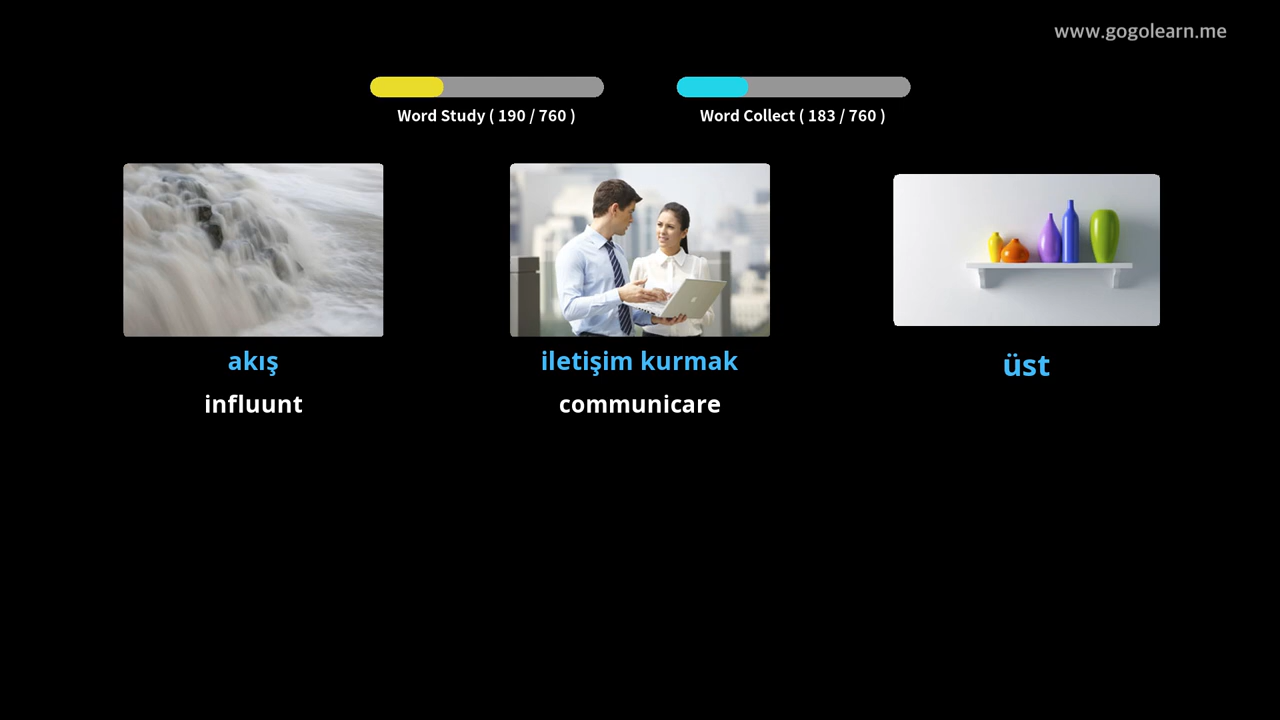 www.gogolearn.me
Word Study ( 190 / 760 )
Word Collect ( 183 / 760 )
akış
influunt
iletişim kurmak
communicare
üst